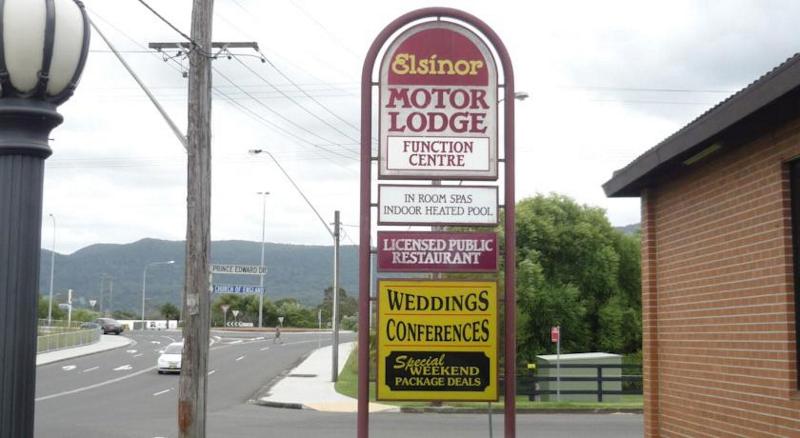 Elsinor
MOTOR
LODGE
FUNCTION
CENTRE
IN ROOM SPAS
INDOOR HEATED POOL
LICENSED PUBLIC
RESTAURANT
WEDDINGS
CONFERENCES
Special
WEEKEND
PACKAGE DEALS
PRINCE EDWARD DR
CHURCH OF ENGLAND